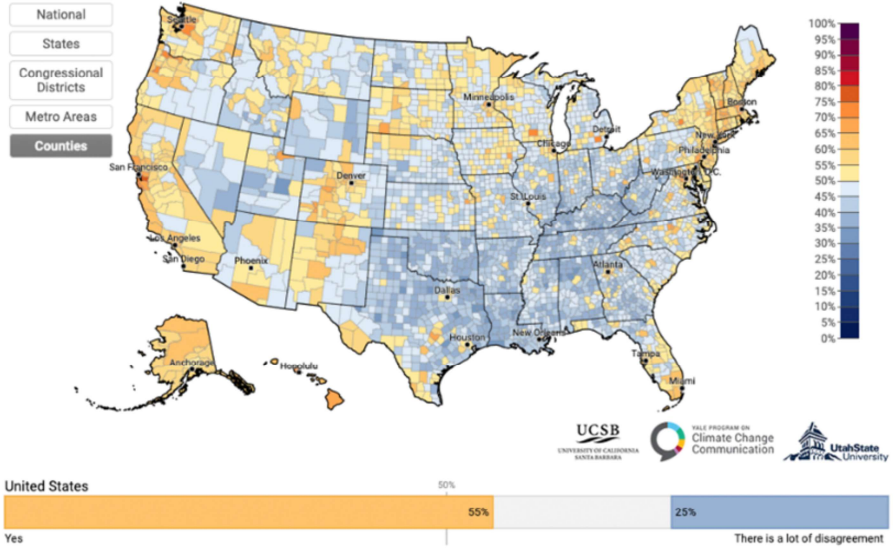 National
States
Congressional
Districts
Metro Areas
Counties
Seattle
Minneapolis
Boston
Detroit
New York
Chicago
Philadelphia
San Francisco
Denver
Washington, D.C.
St. Louis
Los Angeles
San Diego
Phoenix
Atlanta
Dallas
Houston
New Orleans
Tampa
Miami
Anchorage
Honolulu
100%
95%
90%
85%
80%
75%
70%
65%
60%
55%
50%
45%
40%
35%
30%
25%
20%
15%
10%
5%
0%
UCSB
UNIVERSITY OF CALIFORNIA
SANTA BARBARA
YALE PROGRAM ON
Climate Change
Communication
UtahState
University
United States
50%
55%
25%
Yes
There is a lot of disagreement